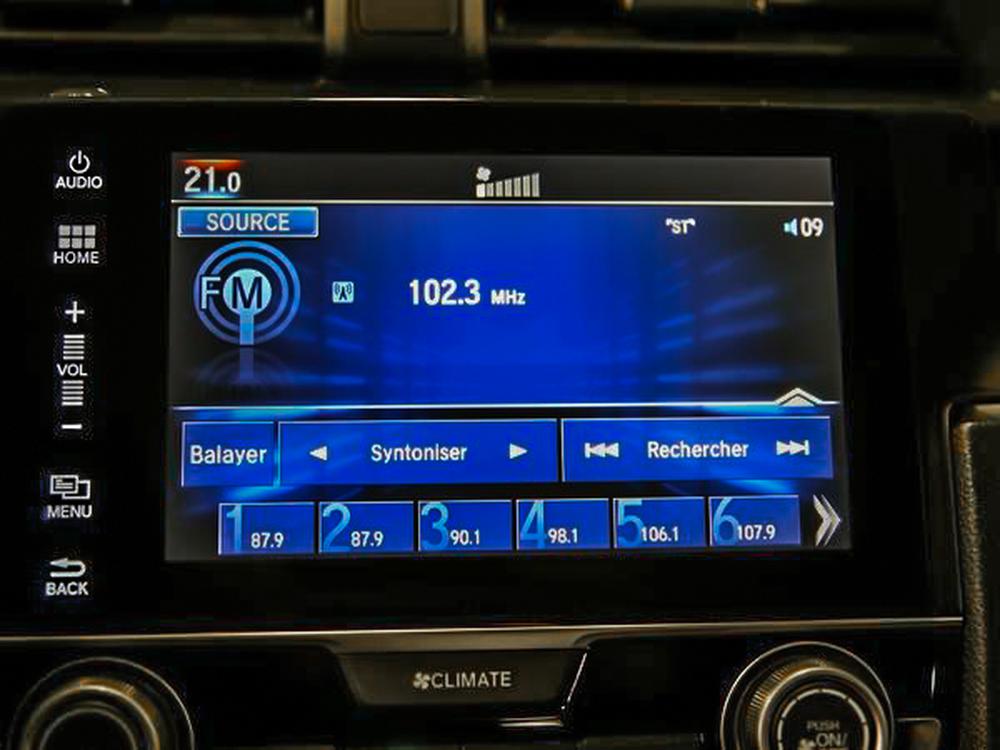 AUDIO
HOME
+
VOL
-
MENU
BACK
21.0
SOURCE
"ST"
09
FM
102.3 MHz
Balayer
Syntoniser
Rechercher
1 87.9
2 87.9
3 90.1
4 98.1
5 106.1
6 107.9
CLIMATE
PUSH
ON/